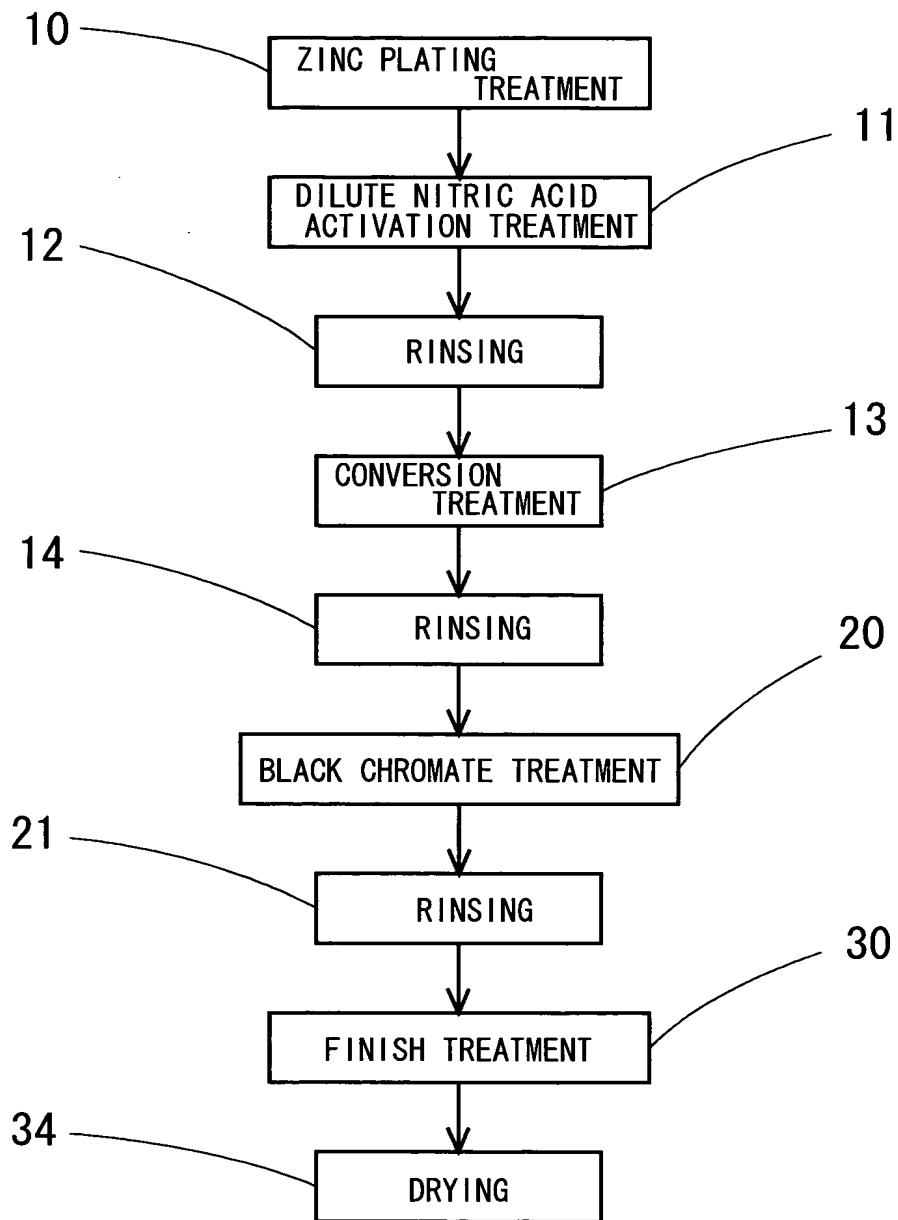 10
ZINC PLATING
TREATMENT
11
DILUTE NITRIC ACID
ACTIVATION TREATMENT
12
RINSING
13
CONVERSION
TREATMENT
14
RINSING
20
BLACK CHROMATE TREATMENT
21
RINSING
30
FINISH TREATMENT
34
DRYING